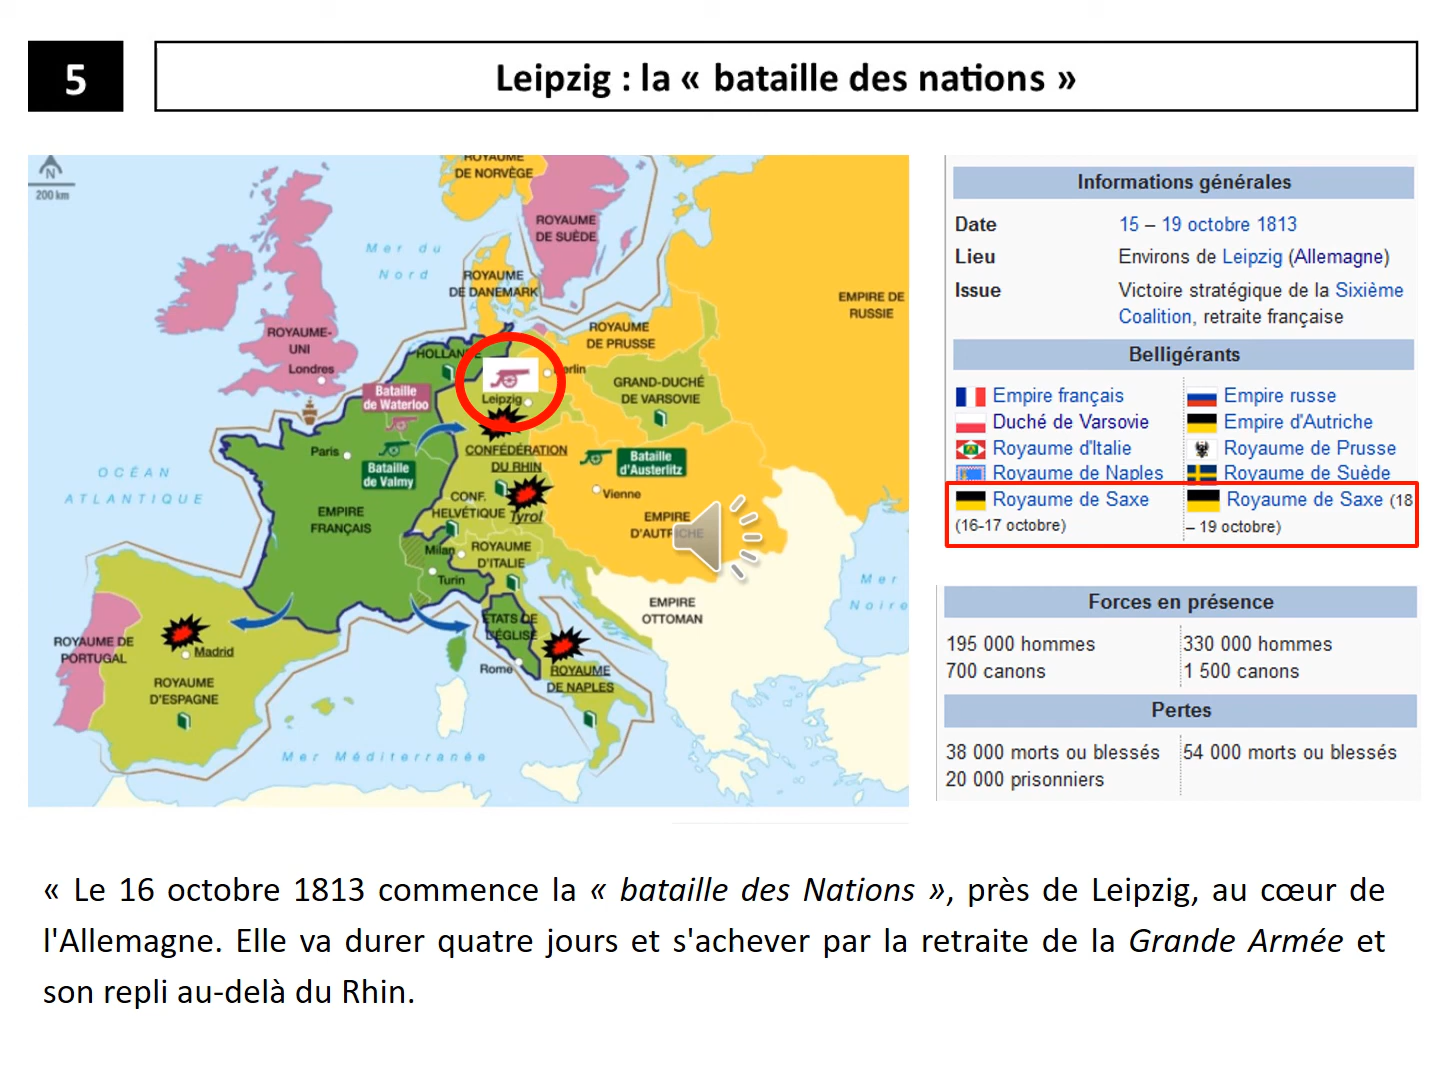 5
Leipzig : la « bataille des nations »
N
200 km
ROYAUME
DE NORVÈGE
ROYAUME
DE SUÈDE
Mer du
Nord
ROYAUME
DE DANEMARK
EMPIRE DE
RUSSIE
ROYAUME-
UNI
Londres
ROYAUME
DE PRUSSE
HOLLANDE
Berlin
GRAND-DUCHÉ
DE VARSOVIE
Bataille
de Waterloo
Leipzig
Paris
Bataille
de Valmy
CONFÉDÉRATION
DU RHIN
Bataille
d'Austerlitz
OCÉAN
ATLANTIQUE
Vienne
CONF.
HELVÉTIQUE
Tyrol
EMPIRE
FRANÇAIS
EMPIRE
D'AUTRICHE
Milan
ROYAUME
D'ITALIE
Turin
Mer
Noire
EMPIRE
OTTOMAN
ÉTATS DE
L'ÉGLISE
ROYAUME DE
PORTUGAL
Madrid
Rome
ROYAUME
DE NAPLES
ROYAUME
D'ESPAGNE
Mer Méditerranée
Informations générales
Date 15 – 19 octobre 1813
Lieu Environs de Leipzig (Allemagne)
Issue Victoire stratégique de la Sixième
Coalition, retraite française
Belligérants
Empire français Empire russe
Duché de Varsovie Empire d'Autriche
Royaume d'Italie Royaume de Prusse
Royaume de Naples Royaume de Suède
Royaume de Saxe Royaume de Saxe (18
(16-17 octobre) – 19 octobre)
Forces en présence
195 000 hommes 330 000 hommes
700 canons 1 500 canons
Pertes
38 000 morts ou blessés 54 000 morts ou blessés
20 000 prisonniers
« Le 16 octobre 1813 commence la « bataille des Nations », près de Leipzig, au cœur de
l'Allemagne. Elle va durer quatre jours et s'achever par la retraite de la Grande Armée et
son repli au-delà du Rhin.